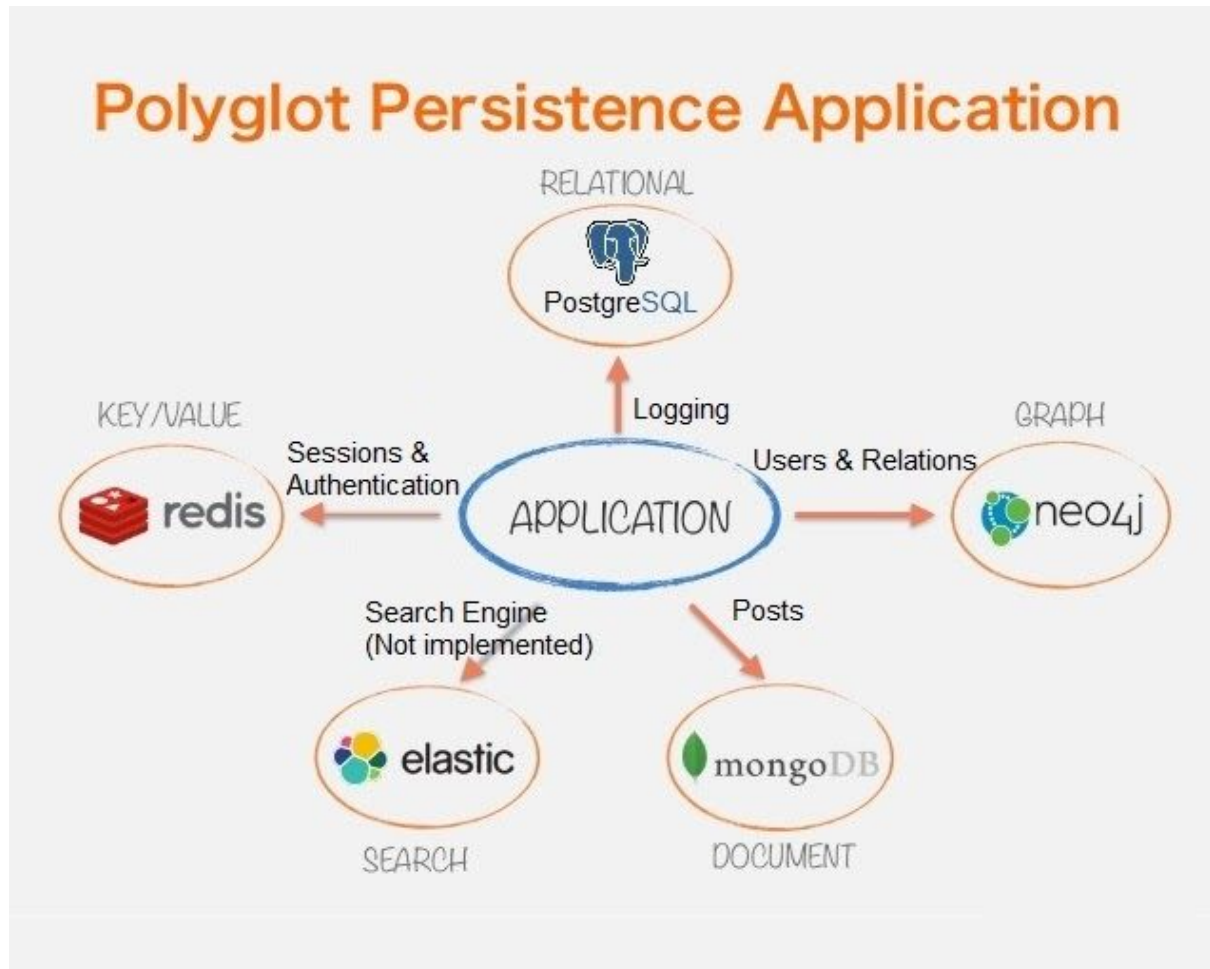 Polyglot Persistence Application
RELATIONAL
PostgreSQL
Logging
KEY/VALUE
Sessions &
Authentication
redis
APPLICATION
Users & Relations
GRAPH
neo4j
Search Engine
(Not implemented)
Posts
elastic
SEARCH
mongoDB
DOCUMENT